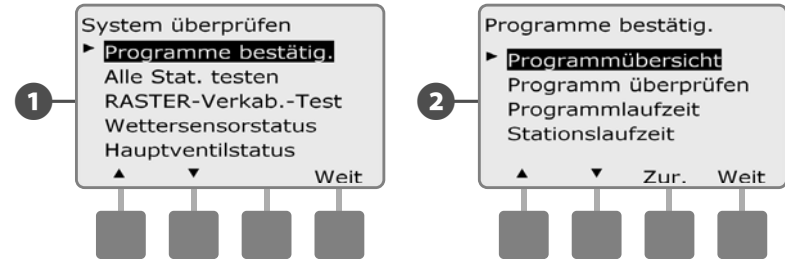 1
System überprüfen
► Programme bestätig.
Alle Stat. testen
RASTER-Verkab.-Test
Wettersensorstatus
Hauptventilstatus
▲ ▼ Weit
2
Programme bestätig.
► Programmübersicht
Programm überprüfen
Programmlaufzeit
Stationslaufzeit
▲ ▼ Zur. Weit